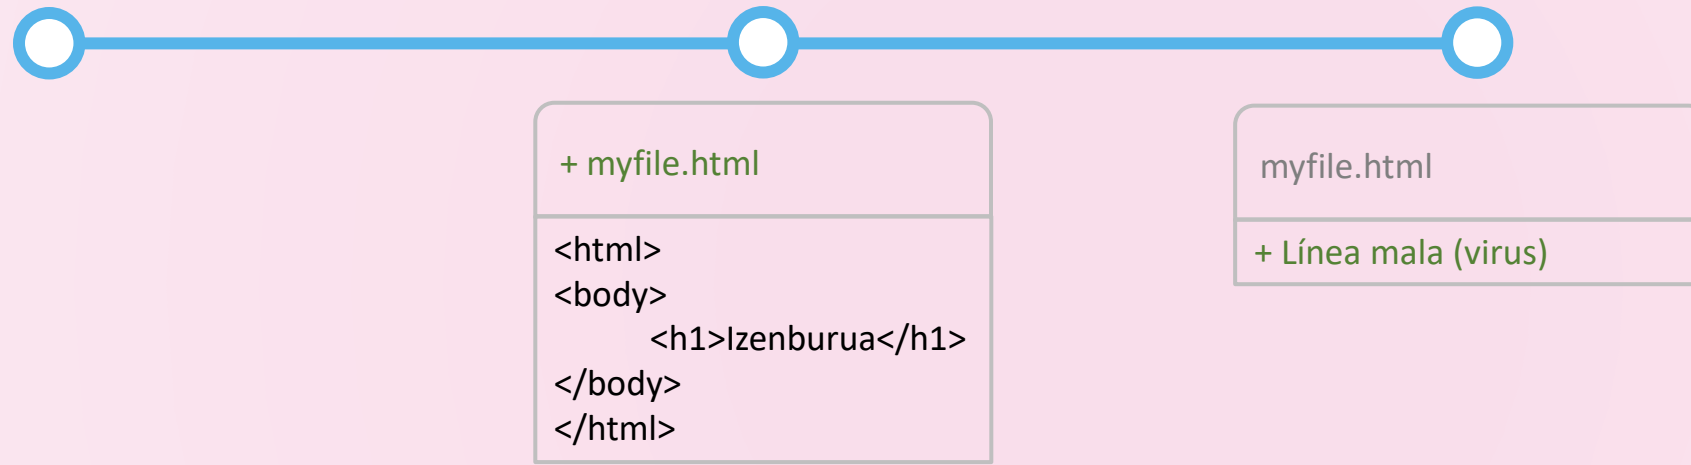 + myfile.html
<html>
<body>
<h1>Izenburua</h1>
</body>
</html>
myfile.html
+ Línea mala (virus)